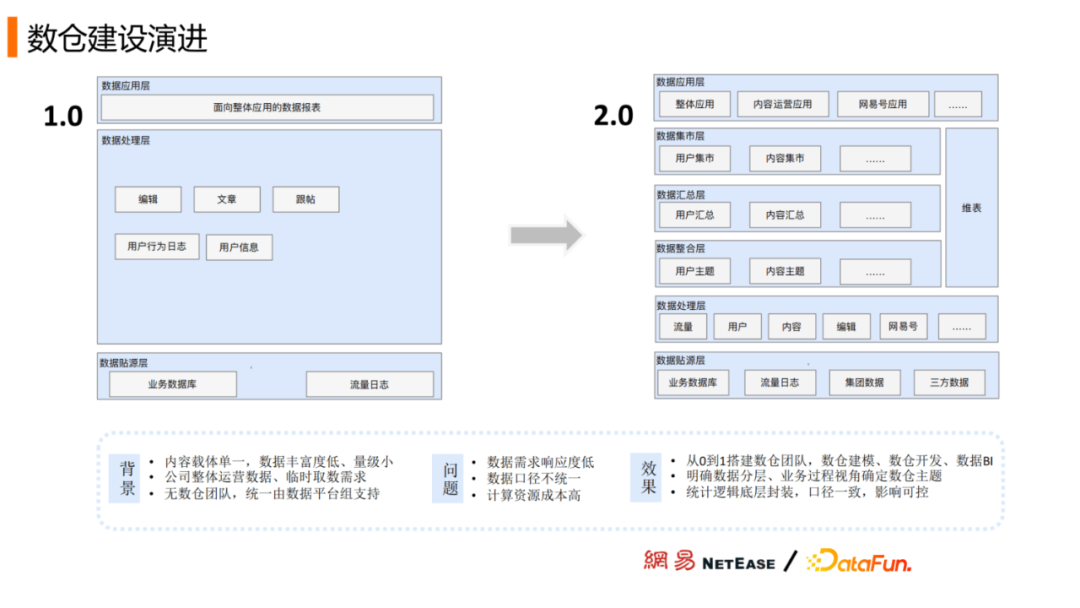 数仓建设演进
1.0
数据应用层
面向整体应用的数据报表
数据处理层
编辑 文章 跟帖
用户行为日志 用户信息
数据贴源层
业务数据库 流量日志
2.0
数据应用层
整体应用 内容运营应用 网易号应用 ......
数据集市层
用户集市 内容集市 ......
数据汇总层
用户汇总 内容汇总 ......
数据整合层
用户主题 内容主题 ......
维表
数据处理层
流量 用户 内容 编辑 网易号 ......
数据贴源层
业务数据库 流量日志 集团数据 三方数据
背景
• 内容载体单一，数据丰富度低、量级小
• 公司整体运营数据、临时取数需求
• 无数仓团队，统一由数据平台组支持
问题
• 数据需求响应度低
• 数据口径不统一
• 计算资源成本高
效果
• 从0到1搭建数仓团队，数仓建模、数仓开发、数据BI
• 明确数据分层、业务过程视角确定数仓主题
• 统计逻辑底层封装，口径一致，影响可控
網易 NETEASE / DataFun.